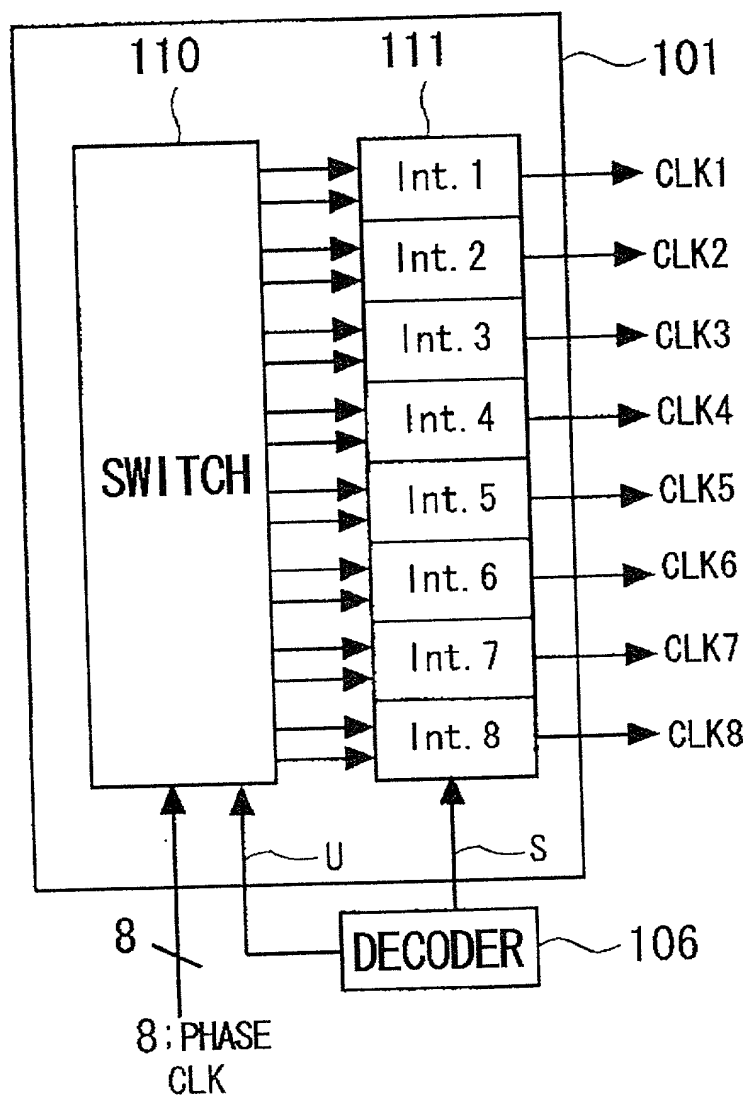 110
111
101
Int. 1
CLK1
Int. 2
CLK2
Int. 3
CLK3
Int. 4
CLK4
SWITCH
Int. 5
CLK5
Int. 6
CLK6
Int. 7
CLK7
Int. 8
CLK8
U
S
8
DECODER
106
8;PHASE
CLK